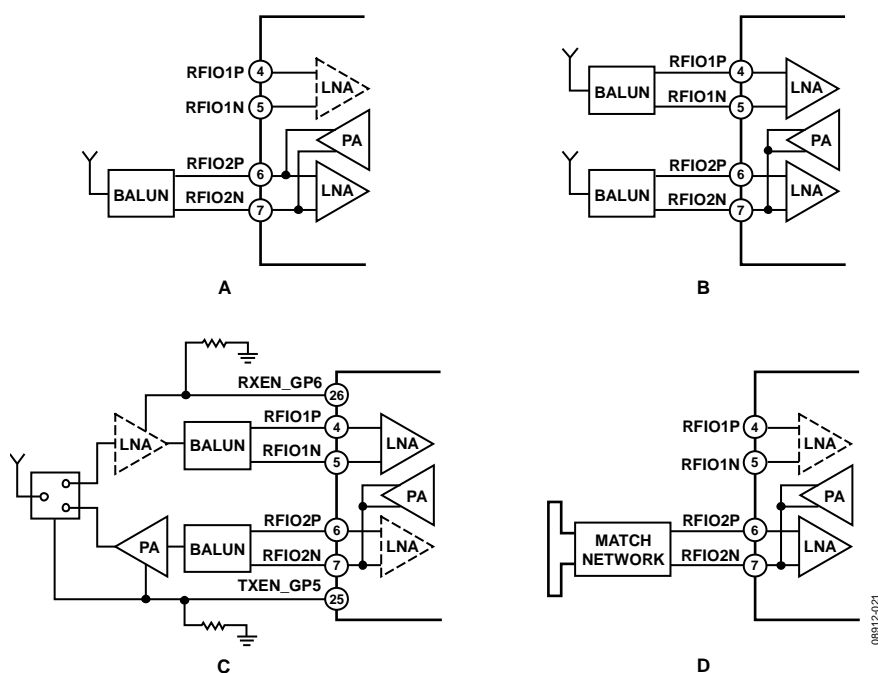 RFIO1P
4
LNA
RFIO1N
5
PA
RFIO2P
6
BALUN
LNA
RFIO2N
7
A
RFIO1P
4
BALUN
LNA
RFIO1N
5
PA
RFIO2P
6
BALUN
LNA
RFIO2N
7
B
RXEN_GP6
26
RFIO1P
4
LNA
BALUN
LNA
RFIO1N
5
PA
RFIO2P
6
PA
BALUN
LNA
RFIO2N
7
TXEN_GP5
25
C
RFIO1P
4
LNA
RFIO1N
5
PA
RFIO2P
6
MATCH
NETWORK
LNA
RFIO2N
7
D
08912-021